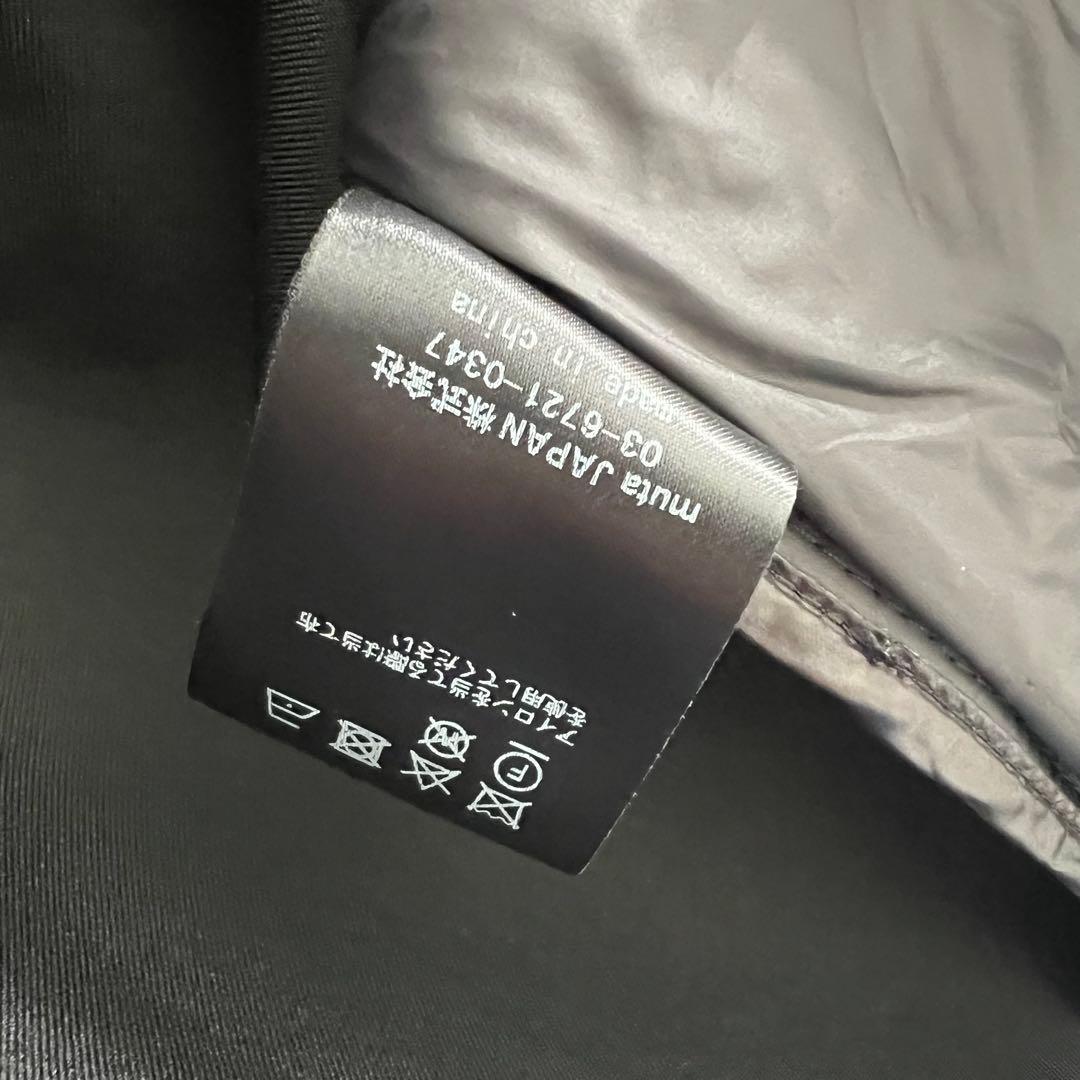 F
W
アイロンを当てる際は当て布
を使用してください
muta JAPAN 株式会社
03-6721-0347
made in china